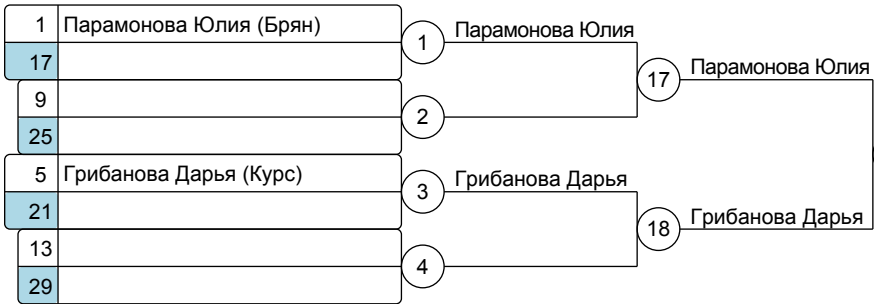 1 Парамонова Юлия (Брян)
17
9
25
5 Грибанова Дарья (Курс)
21
13
29
1 Парамонова Юлия
2
3 Грибанова Дарья
4
17 Парамонова Юлия
18 Грибанова Дарья